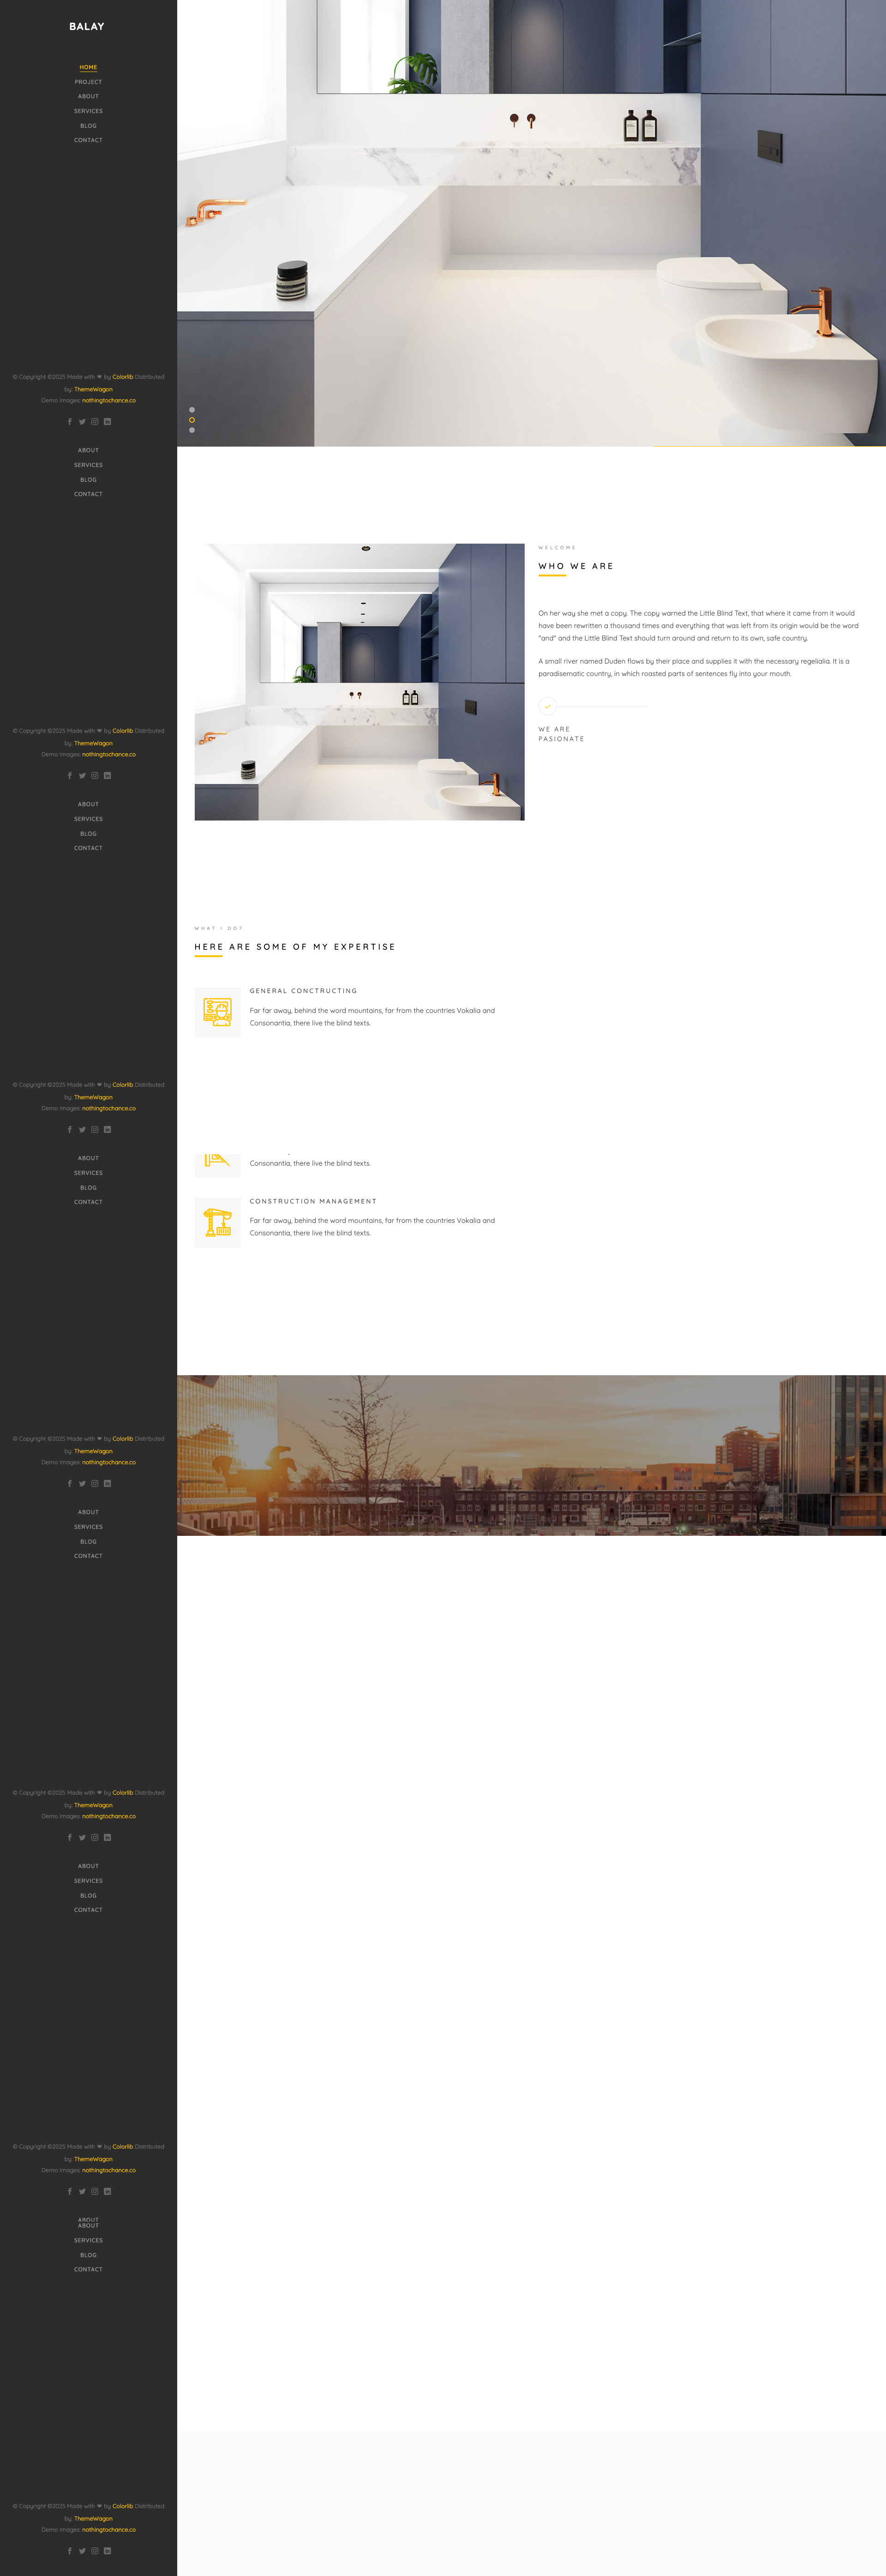 BALAY
HOME
PROJECT
ABOUT
SERVICES
BLOG
CONTACT
© Copyright ©2025 Made with ❤ by Colorlib Distributed
by: ThemeWagon
Demo Images: nothingtochance.co
ABOUT
SERVICES
BLOG
CONTACT
WELCOME
WHO WE ARE
On her way she met a copy. The copy warned the Little Blind Text, that where it came from it would
have been rewritten a thousand times and everything that was left from its origin would be the word
"and" and the Little Blind Text should turn around and return to its own, safe country.
A small river named Duden flows by their place and supplies it with the necessary regelialia. It is a
paradisematic country, in which roasted parts of sentences fly into your mouth.
WE ARE
PASIONATE
© Copyright ©2025 Made with ❤ by Colorlib Distributed
by: ThemeWagon
Demo Images: nothingtochance.co
ABOUT
SERVICES
BLOG
CONTACT
WHAT I DO?
HERE ARE SOME OF MY EXPERTISE
GENERAL CONCTRUCTING
Far far away, behind the word mountains, far from the countries Vokalia and
Consonantia, there live the blind texts.
© Copyright ©2025 Made with ❤ by Colorlib Distributed
by: ThemeWagon
Demo Images: nothingtochance.co
ABOUT
SERVICES
BLOG
CONTACT
Consonantia, there live the blind texts.
CONSTRUCTION MANAGEMENT
Far far away, behind the word mountains, far from the countries Vokalia and
Consonantia, there live the blind texts.
© Copyright ©2025 Made with ❤ by Colorlib Distributed
by: ThemeWagon
Demo Images: nothingtochance.co
ABOUT
SERVICES
BLOG
CONTACT
© Copyright ©2025 Made with ❤ by Colorlib Distributed
by: ThemeWagon
Demo Images: nothingtochance.co
ABOUT
SERVICES
BLOG
CONTACT
© Copyright ©2025 Made with ❤ by Colorlib Distributed
by: ThemeWagon
Demo Images: nothingtochance.co
ABOUT
ABOUT
SERVICES
BLOG
CONTACT
© Copyright ©2025 Made with ❤ by Colorlib Distributed
by: ThemeWagon
Demo Images: nothingtochance.co